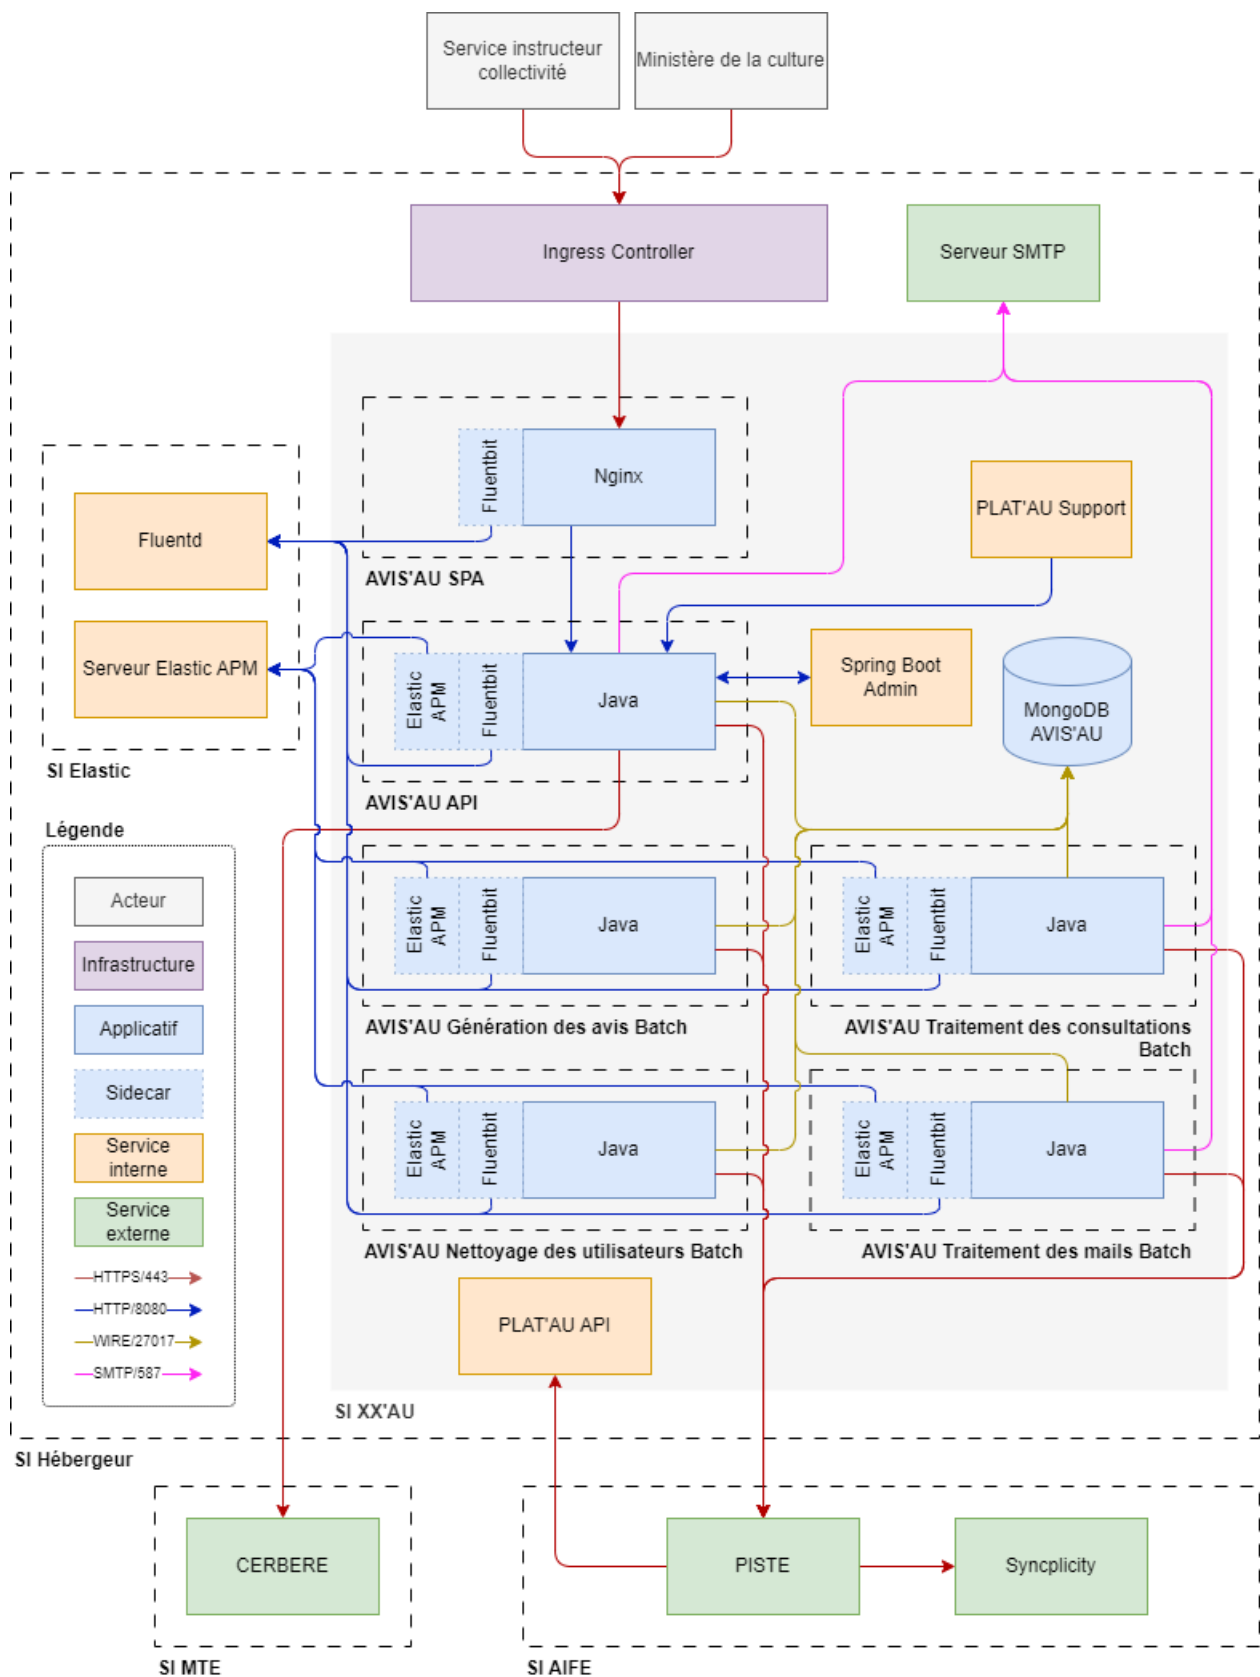 Service instructeur
collectivité
Ministère de la culture
Ingress Controller
Serveur SMTP
Fluentbit
Nginx
AVIS'AU SPA
PLAT'AU Support
Fluentd
Serveur Elastic APM
SI Elastic
Elastic
APM
Fluentbit
Java
AVIS'AU API
Spring Boot
Admin
MongoDB
AVIS'AU
Légende
Acteur
Infrastructure
Applicatif
Sidecar
Service
interne
Service
externe
HTTPS/443
HTTP/8080
WIRE/27017
SMTP/587
Elastic
APM
Fluentbit
Java
AVIS'AU Génération des avis Batch
Elastic
APM
Fluentbit
Java
AVIS'AU Traitement des consultations
Batch
Elastic
APM
Fluentbit
Java
AVIS'AU Nettoyage des utilisateurs Batch
Elastic
APM
Fluentbit
Java
AVIS'AU Traitement des mails Batch
PLAT'AU API
SI XX'AU
SI Hébergeur
CERBERE
SI MTE
PISTE
Syncplicity
SI AIFE